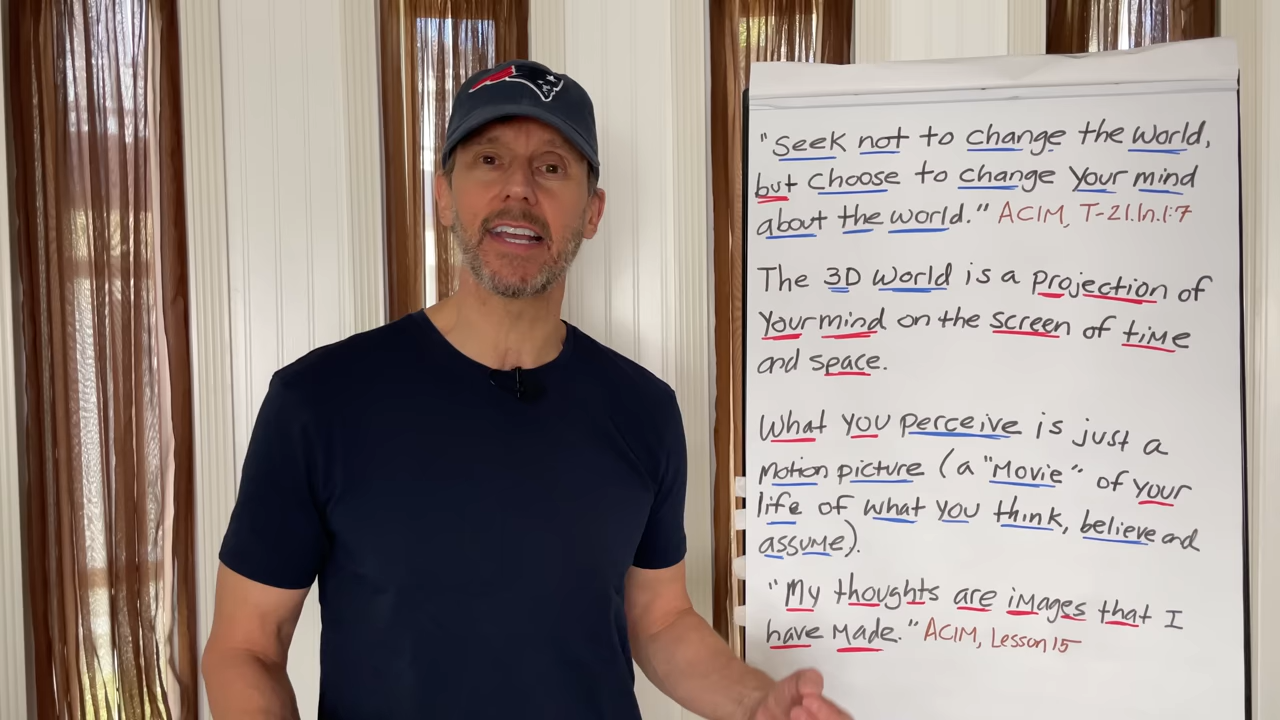 "Seek not to change the world,
but choose to change your mind
about the world." ACIM, T-21.In.1:7
The 3D world is a projection of
your mind on the screen of time
and space.
What you perceive is just a
motion picture (a "movie" of your
life of what you think, believe and
assume).
"My thoughts are images that I
have made." ACIM, Lesson 15